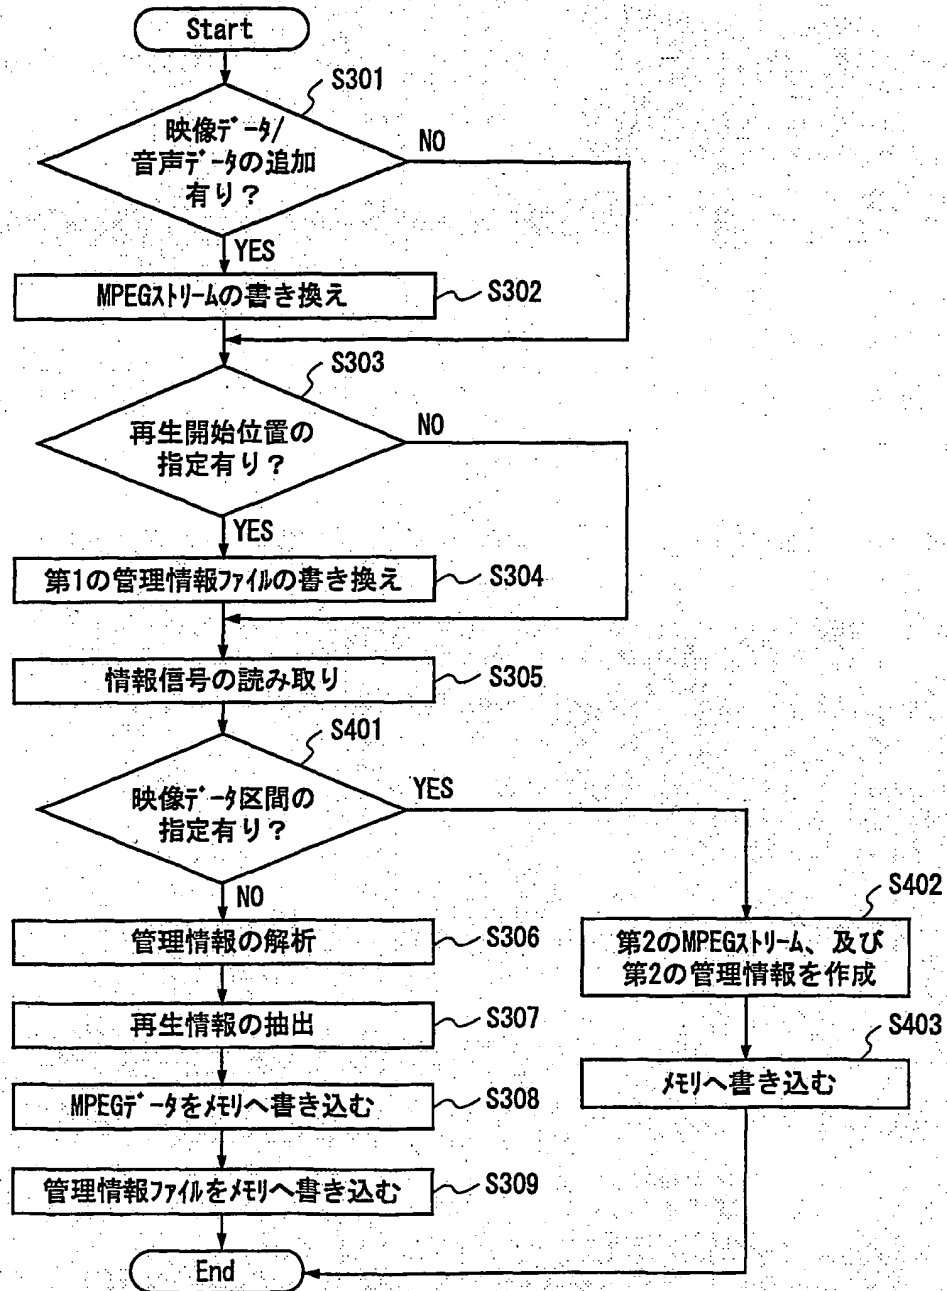 Start
S301
映像ﾃﾞｰﾀ/
音声ﾃﾞｰﾀの追加
有り？
NO
YES
MPEGｽﾄﾘｰﾑの書き換え
S302
S303
再生開始位置の
指定有り？
NO
YES
第1の管理情報ﾌｧｲﾙの書き換え
S304
情報信号の読み取り
S305
S401
映像ﾃﾞｰﾀ区間の
指定有り？
YES
NO
S402
管理情報の解析
S306
第2のMPEGｽﾄﾘｰﾑ、及び
第2の管理情報を作成
再生情報の抽出
S307
S403
ﾒﾓﾘへ書き込む
MPEGﾃﾞｰﾀをﾒﾓﾘへ書き込む
S308
管理情報ﾌｧｲﾙをﾒﾓﾘへ書き込む
S309
End